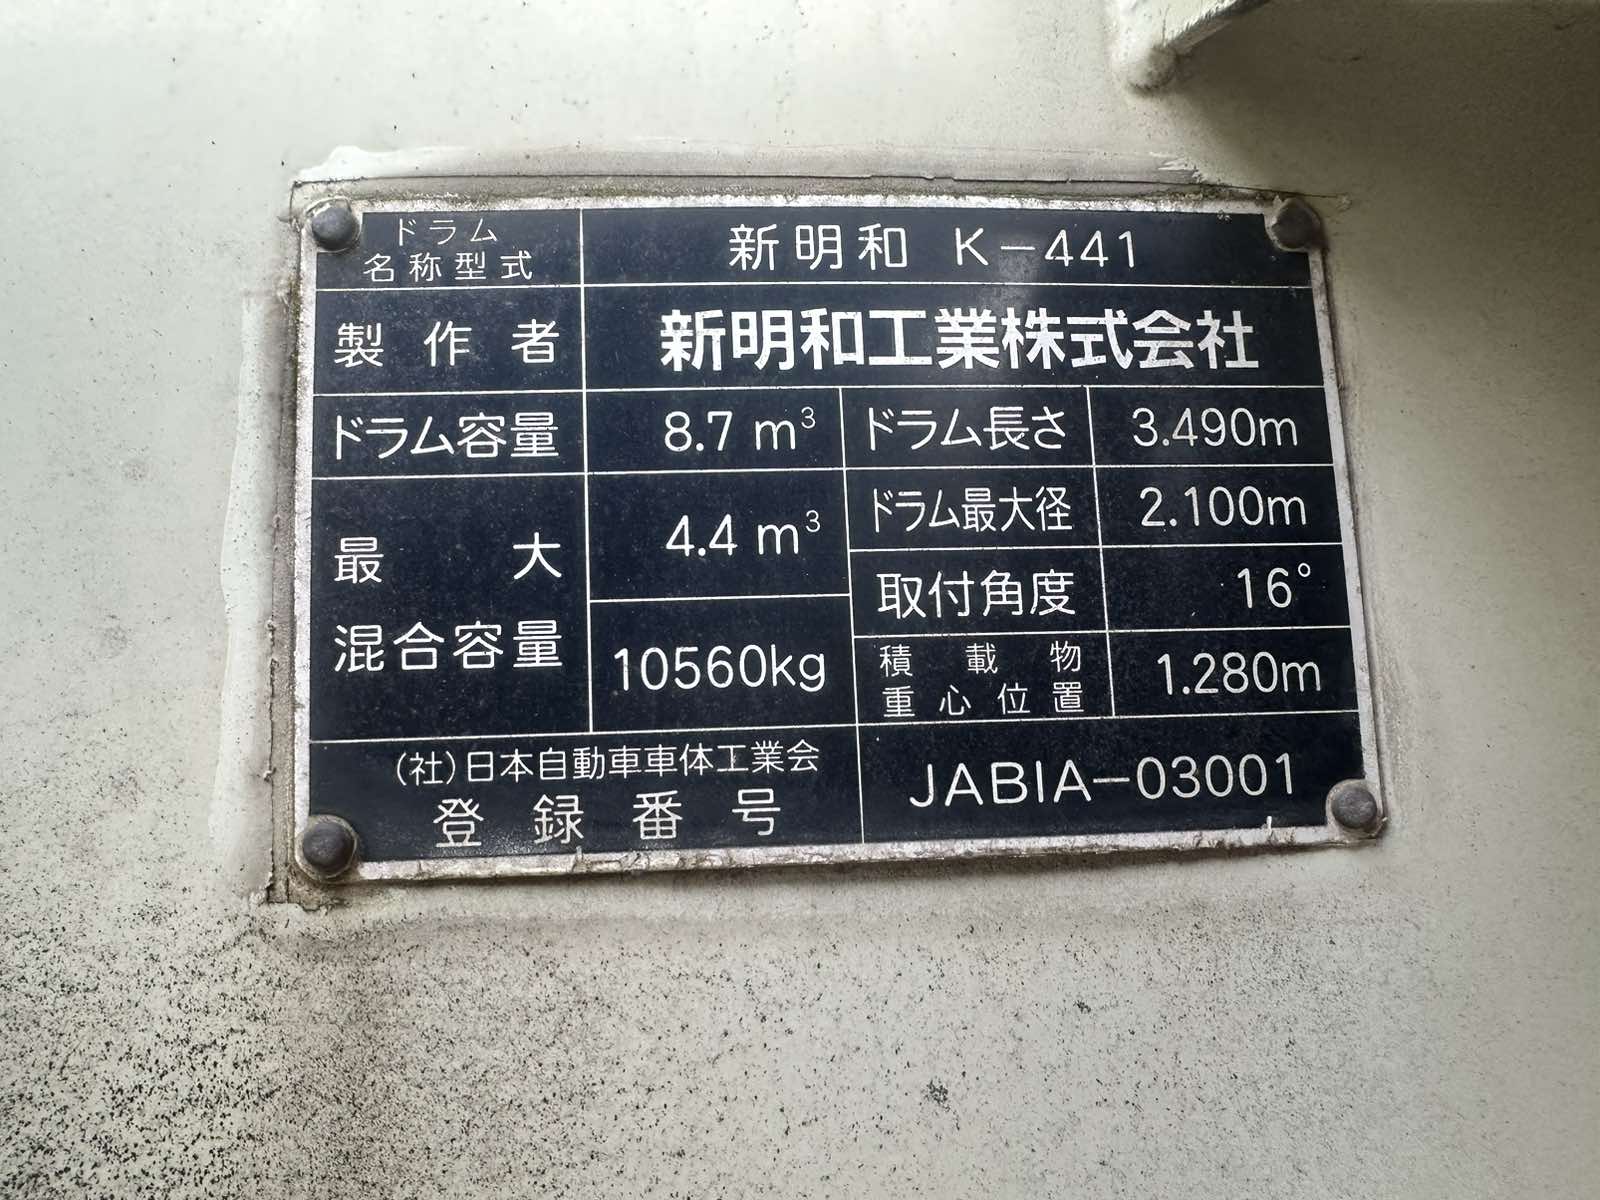 ドラム
名称型式
新明和 K-441
製作者
新明和工業株式会社
ドラム容量
8.7 m³
ドラム長さ
3.490m
最大
混合容量
4.4 m³
10560kg
ドラム最大径
2.100m
取付角度
16°
積載物
重心位置
1.280m
(社)日本自動車車体工業会
登録番号
JABIA-03001